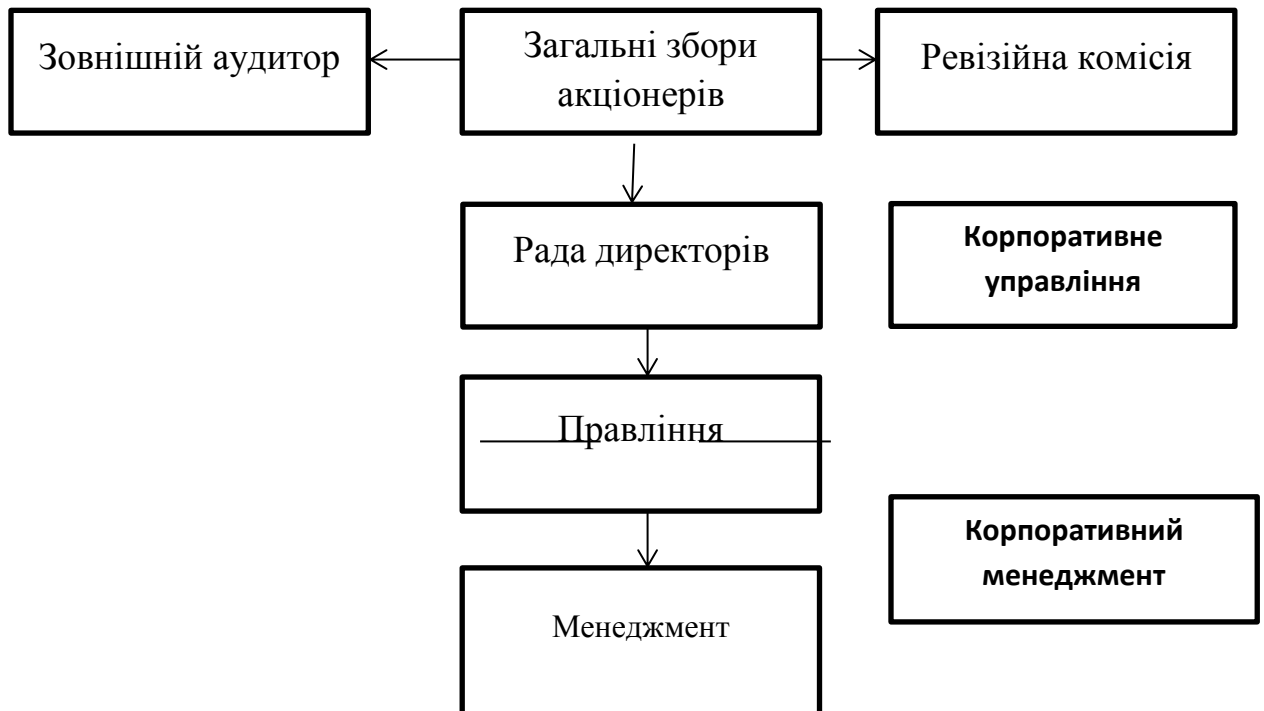 Зовнішній аудитор
Загальні збори
акціонерів
Ревізійна комісія
Рада директорів
Корпоративне
управління
Правління
Корпоративний
менеджмент
Менеджмент